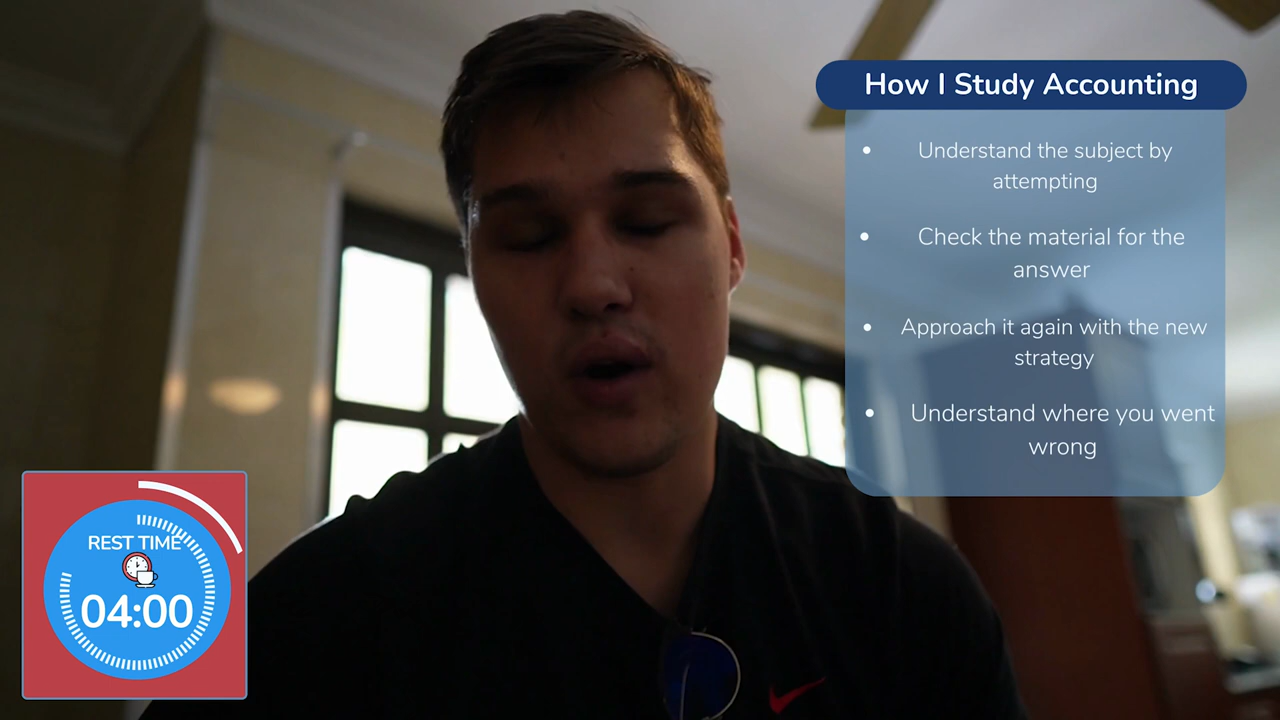 How I Study Accounting
• Understand the subject by
attempting
• Check the material for the
answer
• Approach it again with the new
strategy
• Understand where you went
wrong
REST TIME
04:00